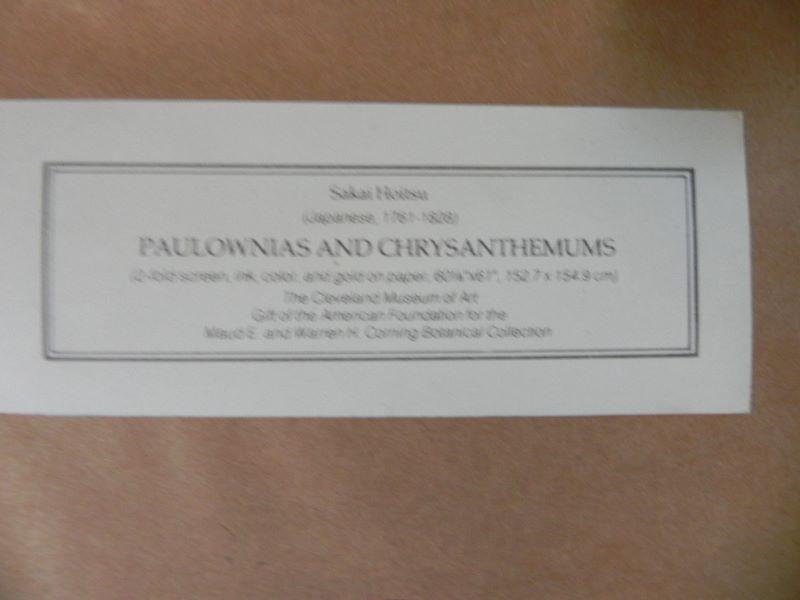 Sakai Hoitsu
(Japanese, 1761-1828)
PAULOWNIAS AND CHRYSANTHEMUMS
(2-fold screen, ink, color, and gold on paper, 60⅛"x61", 152.7 x 154.9 cm)
The Cleveland Museum of Art
Gift of the American Foundation for the
Maud E. and Warren H. Corning Botanical Collection